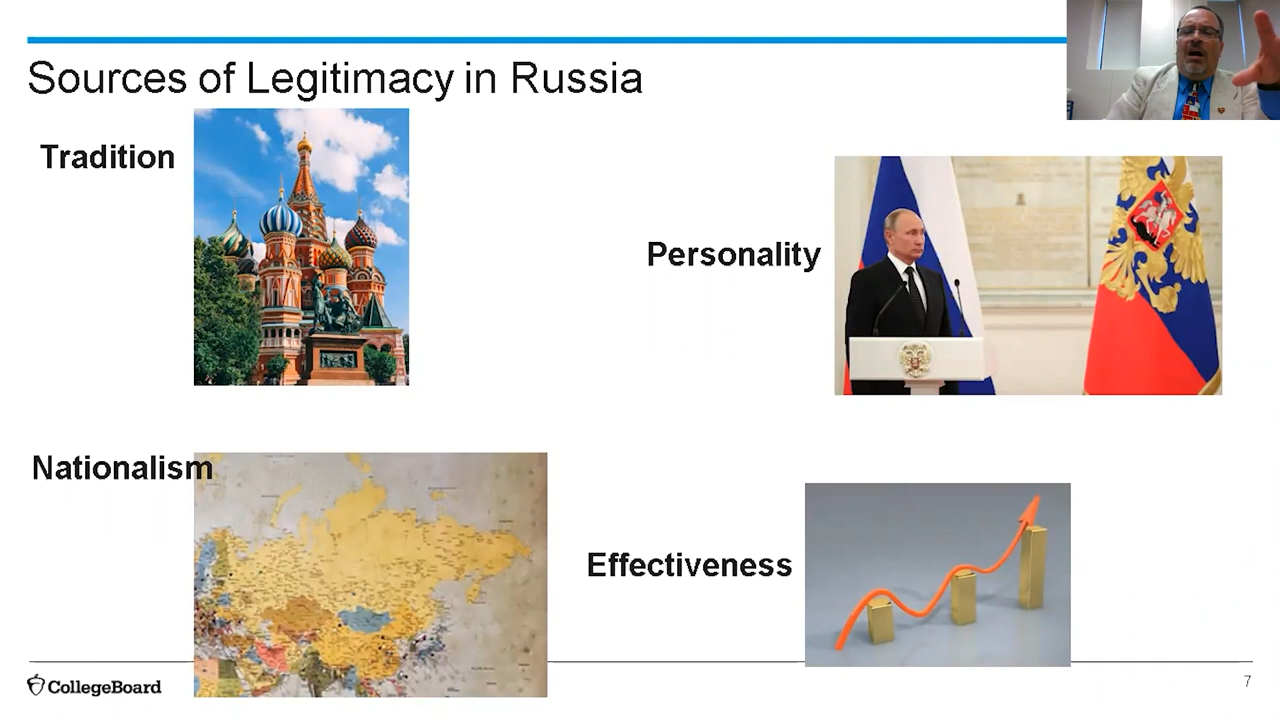 Sources of Legitimacy in Russia
Tradition
Personality
Nationalism
Effectiveness
CollegeBoard
7